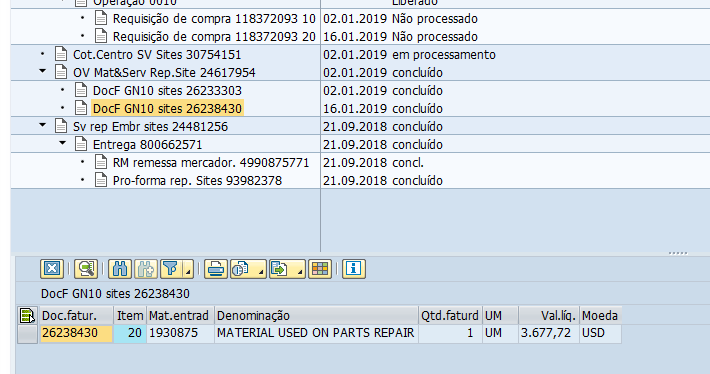 Operação 0010 Liberado
Requisição de compra 118372093 10 02.01.2019 Não processado
Requisição de compra 118372093 20 16.01.2019 Não processado
Cot.Centro SV Sites 30754151 02.01.2019 em processamento
OV Mat&Serv Rep.Site 24617954 02.01.2019 concluído
DocF GN10 sites 26233303 02.01.2019 concluído
DocF GN10 sites 26238430 16.01.2019 concluído
Sv rep Embr sites 24481256 21.09.2018 concluído
Entrega 800662571 21.09.2018 concluído
RM remessa mercador. 4990875771 21.09.2018 concl.
Pro-forma rep. Sites 93982378 21.09.2018 concluído
DocF GN10 sites 26238430
Doc.fatur. Item Mat.entrad Denominação Qtd.faturd UM Val.líq. Moeda
26238430 20 1930875 MATERIAL USED ON PARTS REPAIR 1 UM 3.677,72 USD